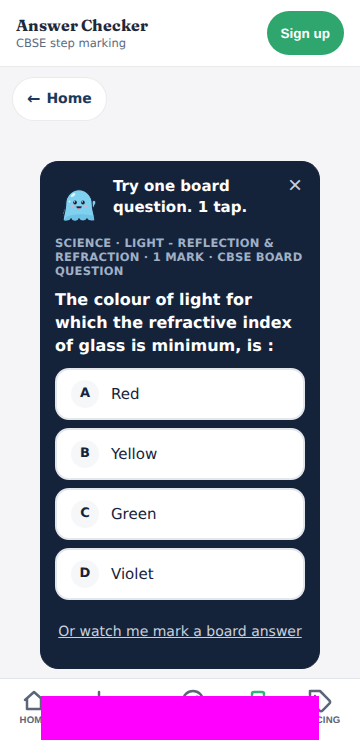 Answer Checker
CBSE step marking
Sign up
← Home
Try one board
question. 1 tap.
×
SCIENCE · LIGHT - REFLECTION &
REFRACTION · 1 MARK · CBSE BOARD
QUESTION
The colour of light for
which the refractive index
of glass is minimum, is :
A Red
B Yellow
C Green
D Violet
Or watch me mark a board answer